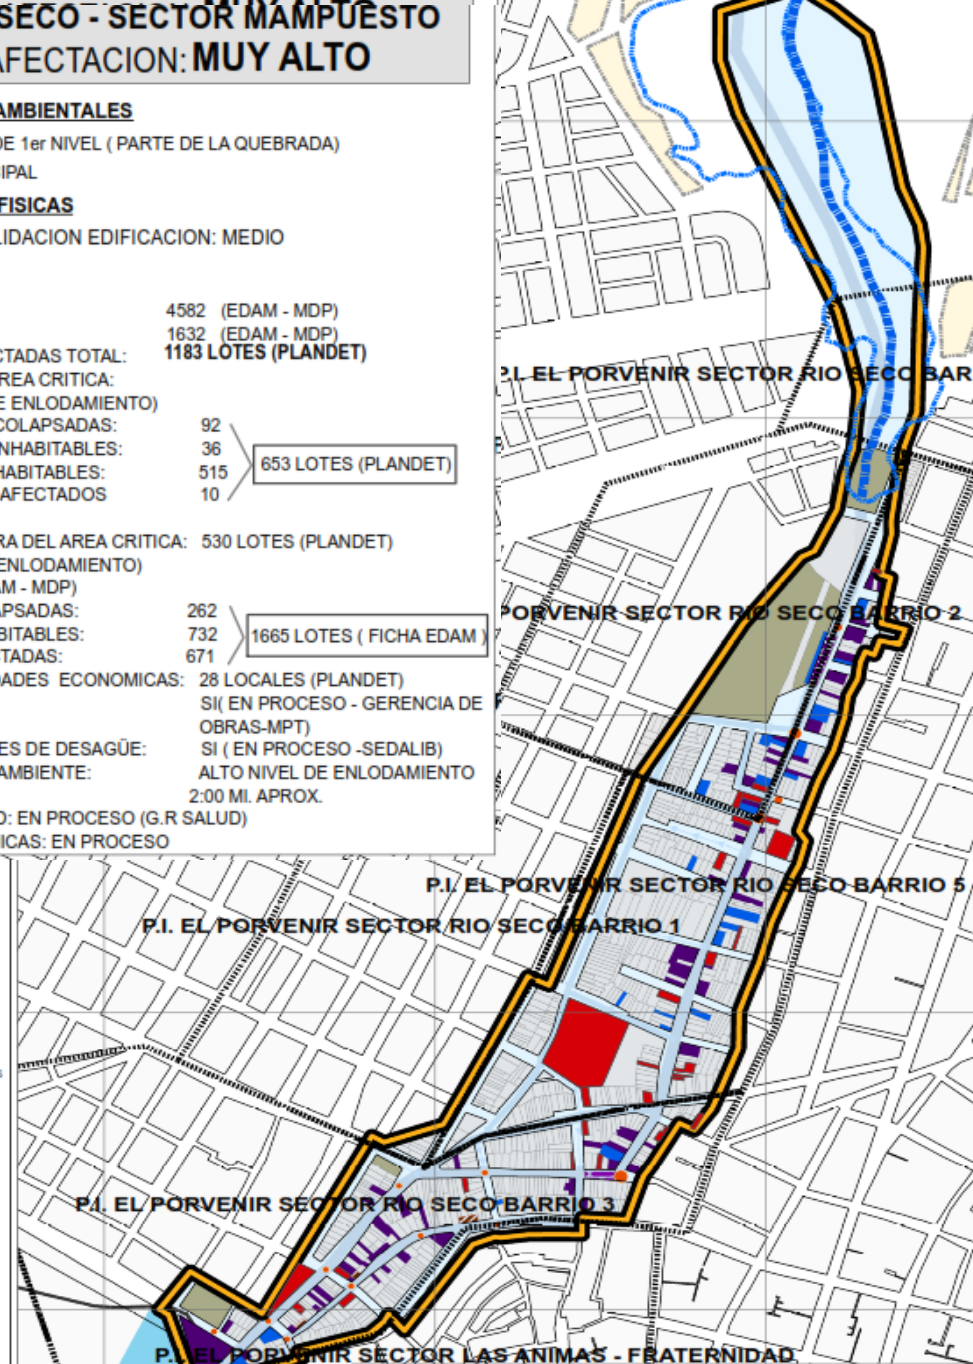 SECO - SECTOR MAMPUESTO
AFECTACION: MUY ALTO
AMBIENTALES
DE 1er NIVEL ( PARTE DE LA QUEBRADA)
CIPAL
FISICAS
LIDACION EDIFICACION: MEDIO
4582 (EDAM - MDP)
1632 (EDAM - MDP)
CTADAS TOTAL: 1183 LOTES (PLANDET)
REA CRITICA:
E ENLODAMIENTO)
COLAPSADAS: 92
NHABITABLES: 36
HABITABLES: 515
AFECTADOS 10
653 LOTES (PLANDET)
RA DEL AREA CRITICA: 530 LOTES (PLANDET)
ENLODAMIENTO)
AM - MDP)
APSADAS: 262
BITABLES: 732
TADAS: 671
1665 LOTES ( FICHA EDAM )
DADES ECONOMICAS: 28 LOCALES (PLANDET)
SI( EN PROCESO - GERENCIA DE
OBRAS-MPT)
ES DE DESAGÜE: SI ( EN PROCESO -SEDALIB)
AMBIENTE: ALTO NIVEL DE ENLODAMIENTO
2:00 MI. APROX.
O: EN PROCESO (G.R SALUD)
ICAS: EN PROCESO
P.I. EL PORVENIR SECTOR RIO SECO BAR
PORVENIR SECTOR RIO SECO BARRIO 2
P.I. EL PORVENIR SECTOR RIO SECO BARRIO 5
P.I. EL PORVENIR SECTOR RIO SECO BARRIO 1
P.I. EL PORVENIR SECTOR RIO SECO BARRIO 3
P.I. EL PORVENIR SECTOR LAS ANIMAS - FRATERNIDAD